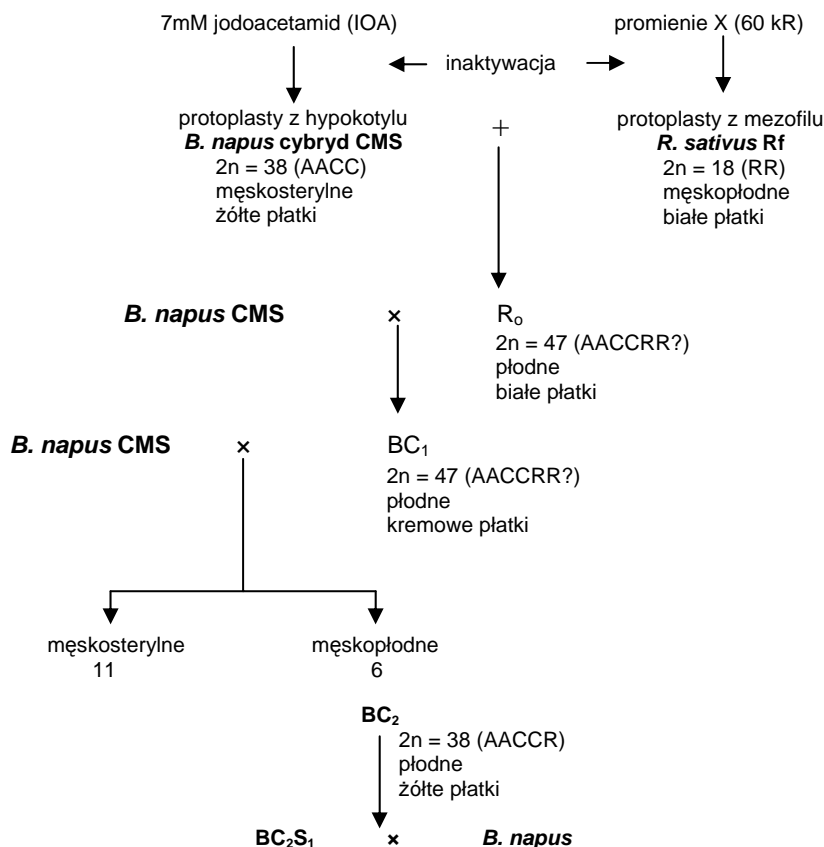 7mM jodoacetamid (IOA) promienie X (60 kR)
inaktywacja
protoplasty z hypokotylu + protoplasty z mezofilu
B. napus cybryd CMS R. sativus Rf
2n = 38 (AACC) 2n = 18 (RR)
męskosterylne męskopłodne
żółte płatki białe płatki
B. napus CMS × Ro
2n = 47 (AACCRR?)
płodne
białe płatki
B. napus CMS × BC1
2n = 47 (AACCRR?)
płodne
kremowe płatki
męskosterylne męskopłodne
11 6
BC2
2n = 38 (AACCR)
płodne
żółte płatki
BC2S1 × B. napus